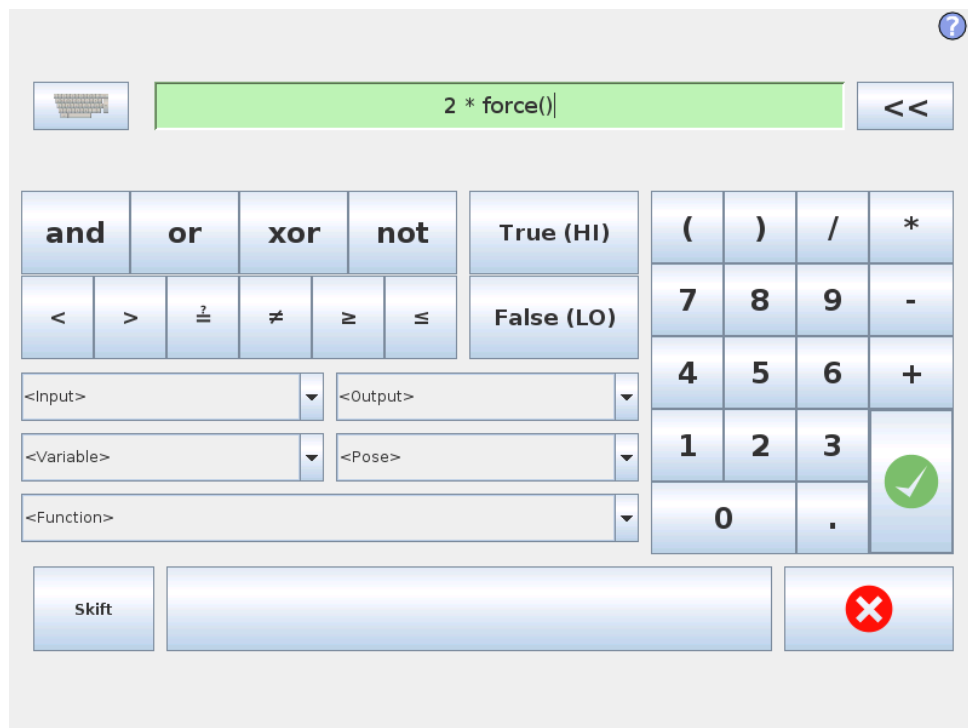 ?
2 * force()
<<
and or xor not True (HI) ( ) / *
< > ≟ ≠ ≥ ≤ False (LO) 7 8 9 -
<Input> <Output> 4 5 6 +
<Variable> <Pose> 1 2 3
<Function> 0 .
Skift